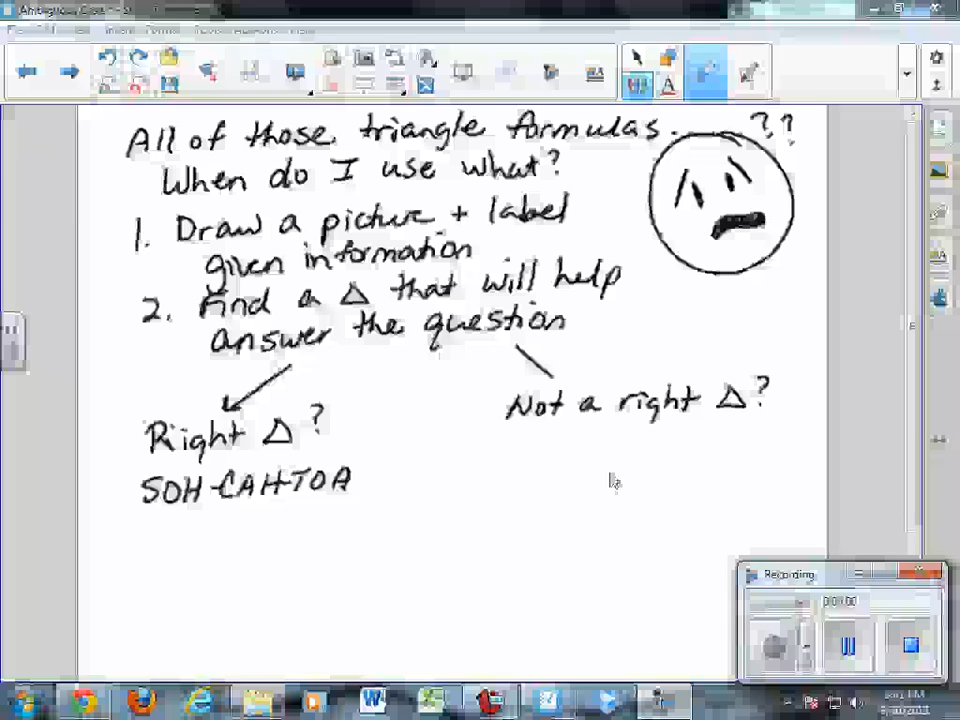 All of those triangle formulas. ??
When do I use what?
1. Draw a picture + label
given information
2. Find a △ that will help
answer the question
Right △ ?
Not a right △ ?
SOH-CAH-TOA
Recording